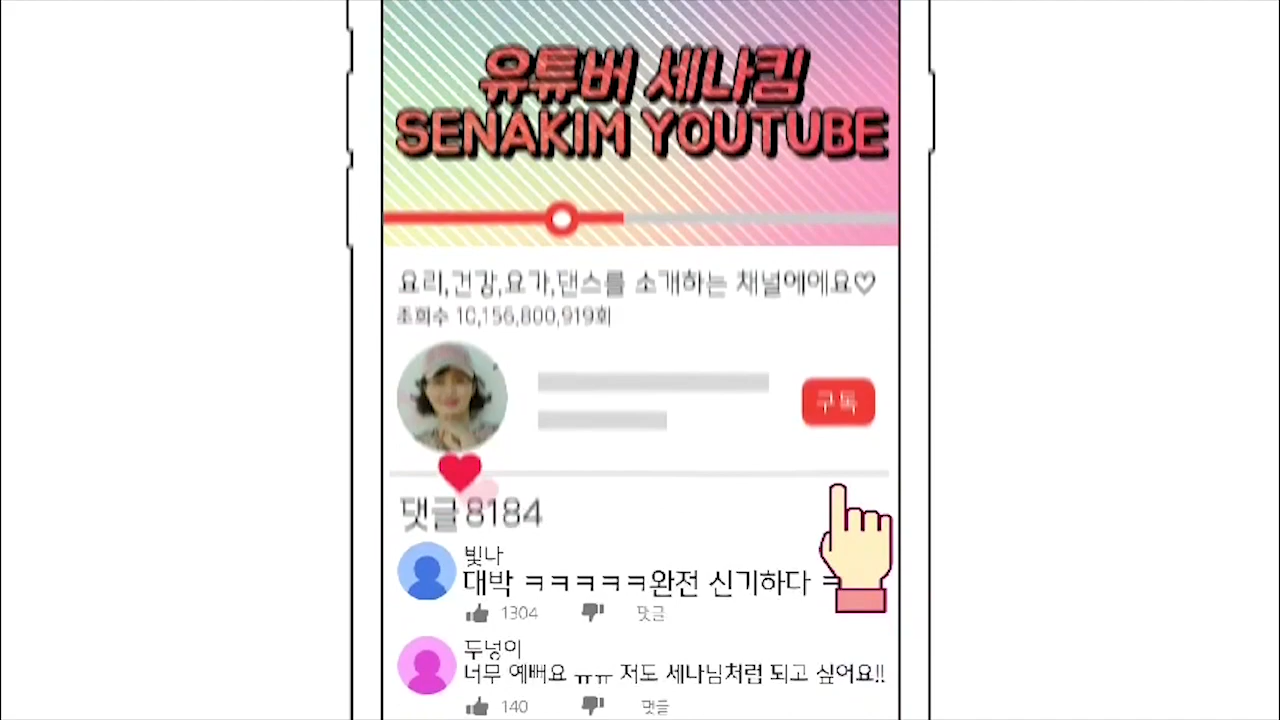 유튜버 세나킴
SENAKIM YOUTUBE
요리,건강,요가,댄스를 소개하는 채널에에요♡
조회수 10,156,800,919회
구독
댓글 8184
빛나
대박 ㅋㅋㅋㅋㅋ완전 신기하다
1304
댓글
두넝이
너무 예뻐요 ㅠㅠ 저도 세나님처럼 되고 싶어요!!
140
댓글